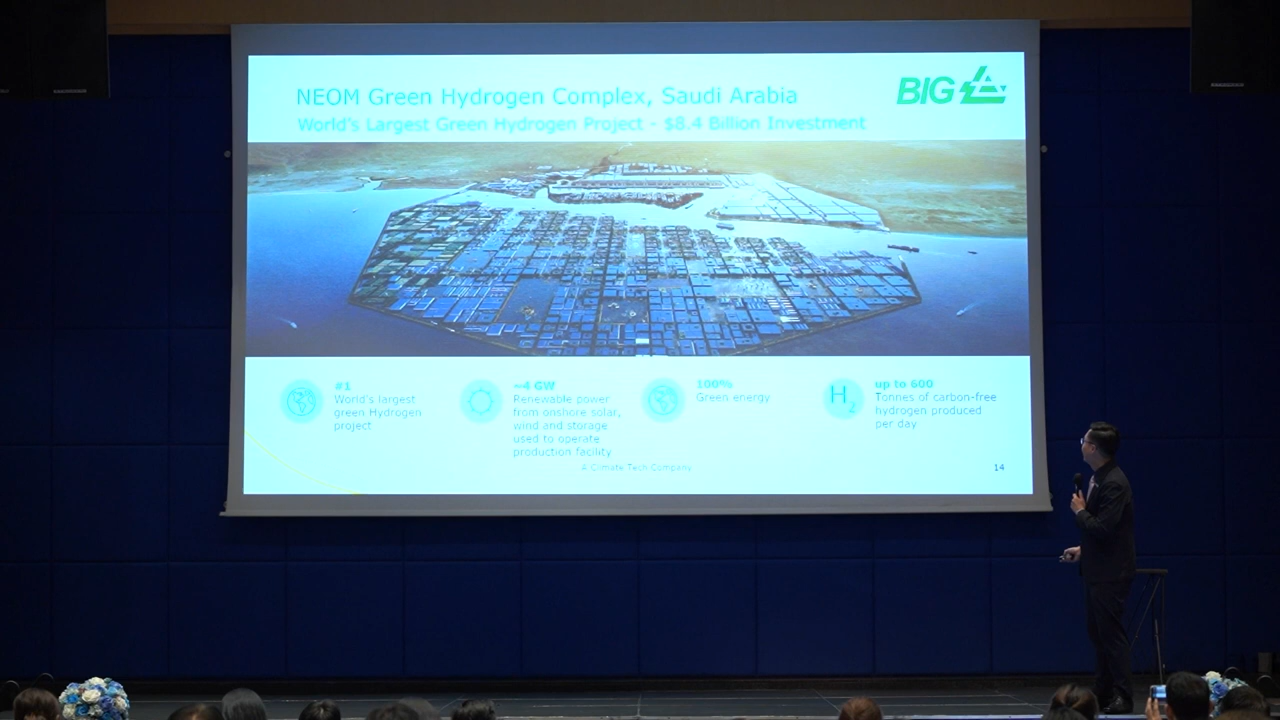 NEOM Green Hydrogen Complex, Saudi Arabia
BIG
World's Largest Green Hydrogen Project - $8.4 Billion Investment
#1
World's largest
green Hydrogen
project
~4 GW
Renewable power
from onshore solar,
wind and storage
used to operate
production facility
100%
Green energy
H2
up to 600
Tonnes of carbon-free
hydrogen produced
per day
A Climate Tech Company
14